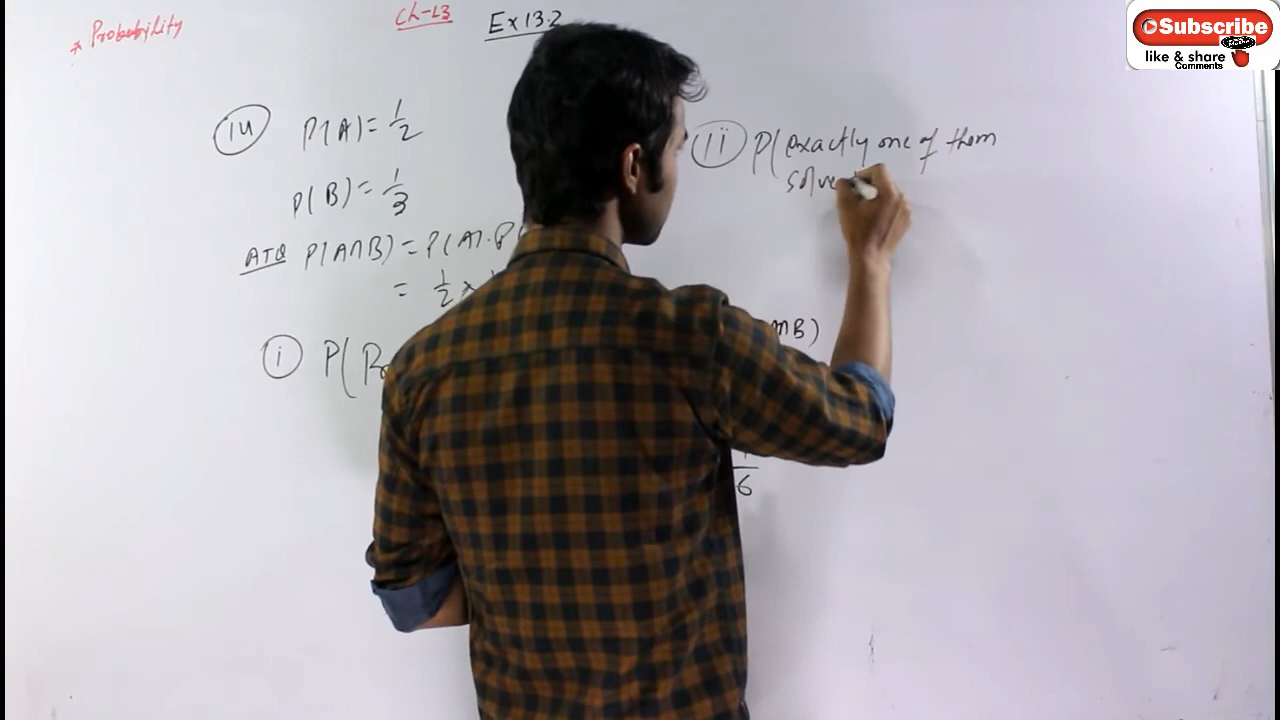 * Probability
Ch-13
Ex 13.2
14 P(A) = 1/2
P(B) = 1/3
ATQ P(A∩B) = P(A).P(
= 1/2 ×
i P(
∩B)
6
ii P( exactly one of them
solve
Subscribe
like & share
Comments